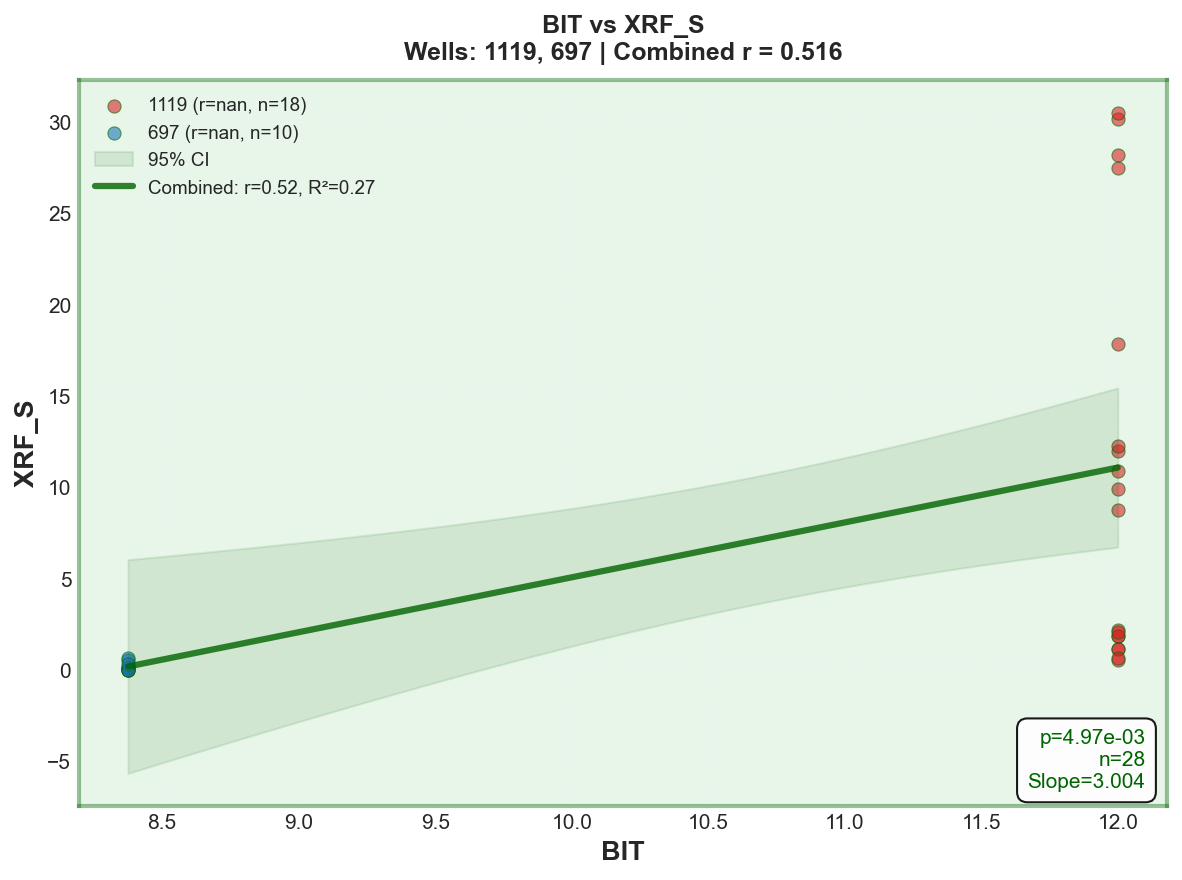 BIT vs XRF_S
Wells: 1119, 697 | Combined r = 0.516
1119 (r=nan, n=18)
697 (r=nan, n=10)
95% CI
Combined: r=0.52, R²=0.27
XRF_S
30
25
20
15
10
5
0
−5
p=4.97e-03
n=28
Slope=3.004
8.5 9.0 9.5 10.0 10.5 11.0 11.5 12.0
BIT